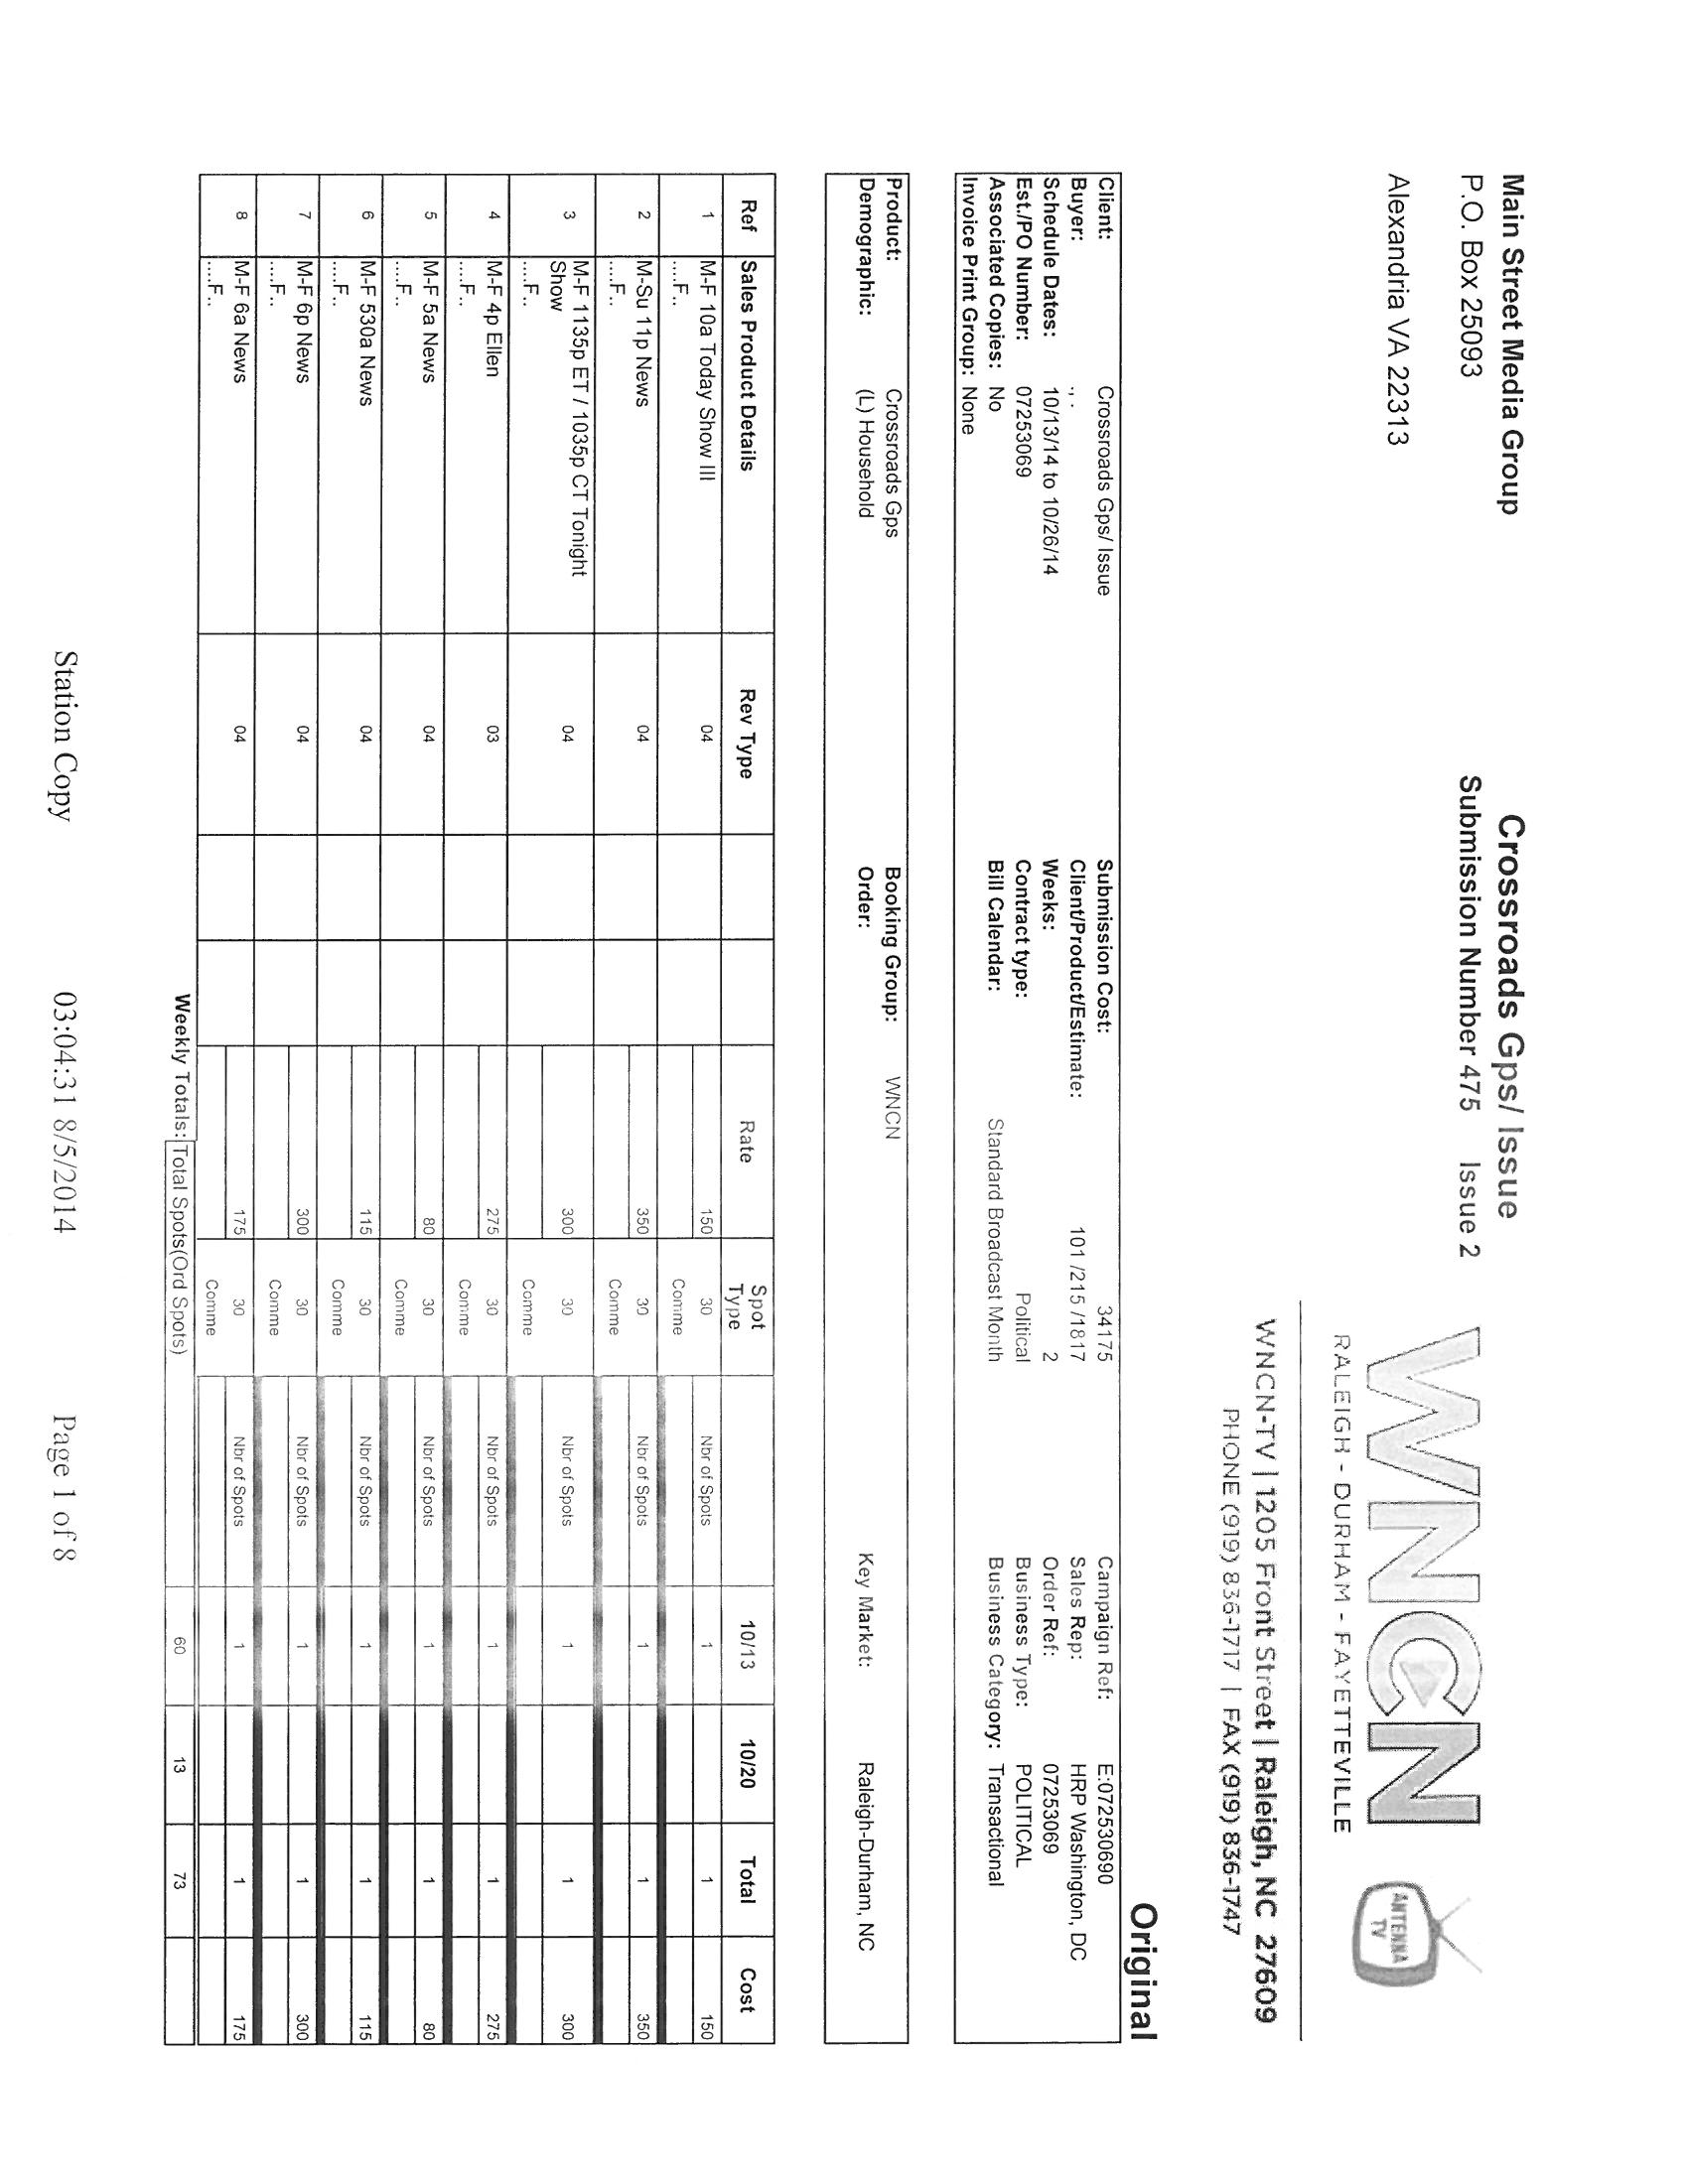 Main Street Media Group
P.O. Box 25093
Alexandria VA 22313
Crossroads Gps/ Issue
Submission Number 475 Issue 2
WNCN
RALEIGH - DURHAM - FAYETTEVILLE
ANTENNA
TV
WNCN-TV | 1205 Front Street | Raleigh, NC 27609
PHONE (919) 836-1717 | FAX (919) 836-1747
Original
Client: Crossroads Gps/ Issue Submission Cost: 34175 Campaign Ref: E:072530690
Buyer: ., . Client/Product/Estimate: 101 /215 /1817 Sales Rep: HRP Washington, DC
Schedule Dates: 10/13/14 to 10/26/14 Weeks: 2 Order Ref: 07253069
Est./PO Number: 07253069 Contract type: Political Business Type: POLITICAL
Associated Copies: No Bill Calendar: Standard Broadcast Month Business Category: Transactional
Invoice Print Group: None
Product: Crossroads Gps Booking Group: WNCN
Demographic: (L) Household Order: Key Market: Raleigh-Durham, NC
Ref Sales Product Details Rev Type Rate Spot Type 10/13 10/20 Total Cost
1 M-F 10a Today Show III 04 150 30 Nbr of Spots 1 1 150
....F.. Comme
2 M-Su 11p News 04 350 30 Nbr of Spots 1 1 350
....F.. Comme
3 M-F 1135p ET / 1035p CT Tonight 04 300 30 Nbr of Spots 1 1 300
Show
....F.. Comme
4 M-F 4p Ellen 03 275 30 Nbr of Spots 1 1 275
....F.. Comme
5 M-F 5a News 04 80 30 Nbr of Spots 1 1 80
....F.. Comme
6 M-F 530a News 04 115 30 Nbr of Spots 1 1 115
....F.. Comme
7 M-F 6p News 04 300 30 Nbr of Spots 1 1 300
....F.. Comme
8 M-F 6a News 04 175 30 Nbr of Spots 1 1 175
....F.. Comme
Weekly Totals: Total Spots(Ord Spots) 60 13 73
Station Copy 03:04:31 8/5/2014 Page 1 of 8